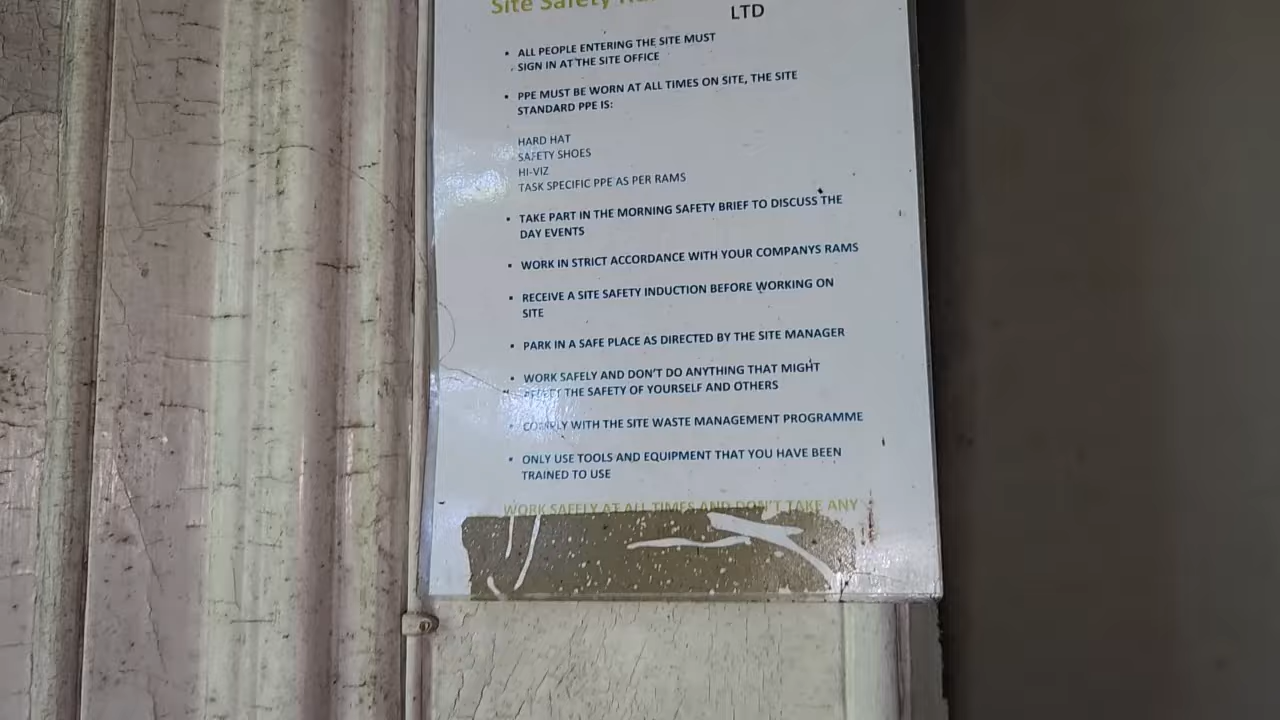 Site Safety
LTD
• ALL PEOPLE ENTERING THE SITE MUST
SIGN IN AT THE SITE OFFICE
• PPE MUST BE WORN AT ALL TIMES ON SITE, THE SITE
STANDARD PPE IS:
HARD HAT
SAFETY SHOES
HI-VIZ
TASK SPECIFIC PPE AS PER RAMS
• TAKE PART IN THE MORNING SAFETY BRIEF TO DISCUSS THE
DAY EVENTS
• WORK IN STRICT ACCORDANCE WITH YOUR COMPANYS RAMS
• RECEIVE A SITE SAFETY INDUCTION BEFORE WORKING ON
SITE
• PARK IN A SAFE PLACE AS DIRECTED BY THE SITE MANAGER
• WORK SAFELY AND DON'T DO ANYTHING THAT MIGHT
THE SAFETY OF YOURSELF AND OTHERS
• COMPLY WITH THE SITE WASTE MANAGEMENT PROGRAMME
• ONLY USE TOOLS AND EQUIPMENT THAT YOU HAVE BEEN
TRAINED TO USE
WORK SAFELY AT ALL TIMES AND DON'T TAKE ANY